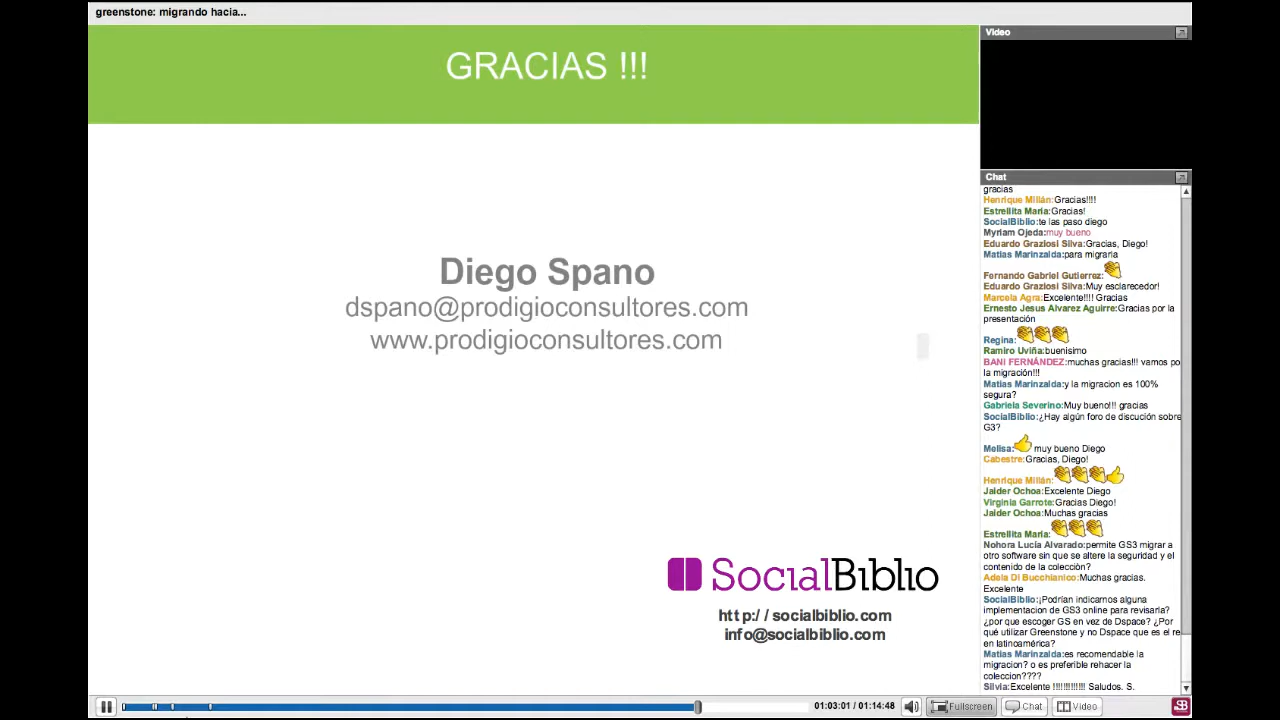 greenstone: migrando hacia...
GRACIAS !!!
Diego Spano
dspano@prodigioconsultores.com
www.prodigioconsultores.com
SocialBiblio
http://socialbiblio.com
info@socialbiblio.com
Video
Chat
gracias
Henrique Millán:Gracias!!!!
Estrellita María:Gracias!
SocialBiblio:te las paso diego
Myriam Ojeda:muy bueno
Eduardo Graziosi Silva:Gracias, Diego!
Matias Marinzalda:para migrarla
Fernando Gabriel Gutierrez:
Eduardo Graziosi Silva:Muy esclarecedor!
Marcela Agra:Excelente!!!! Gracias
Ernesto Jesus Alvarez Aguirre:Gracias por la
presentación
Regina:
Ramiro Uviña:buenisimo
BANI FERNÁNDEZ:muchas gracias!!! vamos po
la migración!!!
Matias Marinzalda:y la migracion es 100%
segura?
Gabriela Severino:Muy bueno!!! gracias
SocialBiblio:¿Hay algún foro de discución sobre
G3?
Melisa: muy bueno Diego
Cabestre:Gracias, Diego!
Henrique Millán:
Jaider Ochoa:Excelente Diego
Virginia Garrote:Gracias Diego!
Jaider Ochoa:Muchas gracias
Estrellita María:
Nohora Lucía Alvarado:permite GS3 migrar a
otro software sin que se altere la seguridad y el
contenido de la colección?
Adela Di Bucchianico:Muchas gracias.
Excelente
SocialBiblio:¡Podrían indicarnos alguna
implementacion de GS3 online para revisarla?
¿por que escoger GS en vez de Dspace? ¿Por
qué utilizar Greenstone y no Dspace que es el re
en latinoamérica?
Matias Marinzalda:es recomendable la
migracion? o es preferible rehacer la
coleccion????
Silvia:Excelente !!!!!!!!!!!! Saludos. S.
01:03:01 / 01:14:48
Fullscreen
Chat
Video
SB